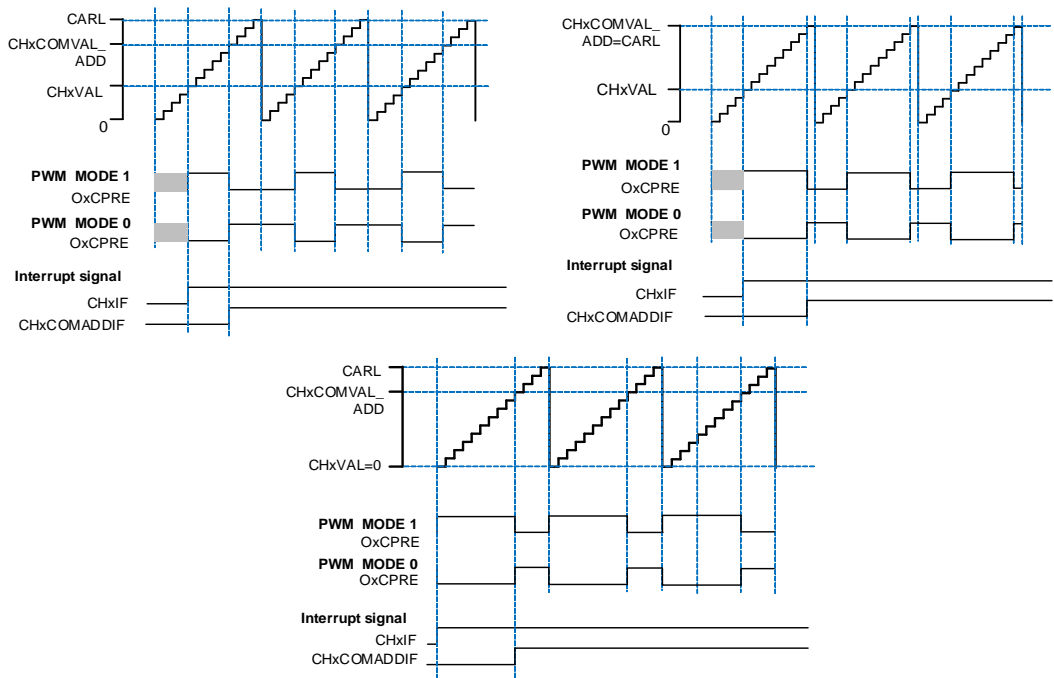 CARL
CHxCOMVAL_
ADD
CHxVAL
0
PWM MODE 1
OxCPRE
PWM MODE 0
OxCPRE
Interrupt signal
CHxIF
CHxCOMADDIF
CHxCOMVAL_
ADD=CARL
CHxVAL
0
PWM MODE 1
OxCPRE
PWM MODE 0
OxCPRE
Interrupt signal
CHxIF
CHxCOMADDIF
CARL
CHxCOMVAL_
ADD
CHxVAL=0
PWM MODE 1
OxCPRE
PWM MODE 0
OxCPRE
Interrupt signal
CHxIF
CHxCOMADDIF